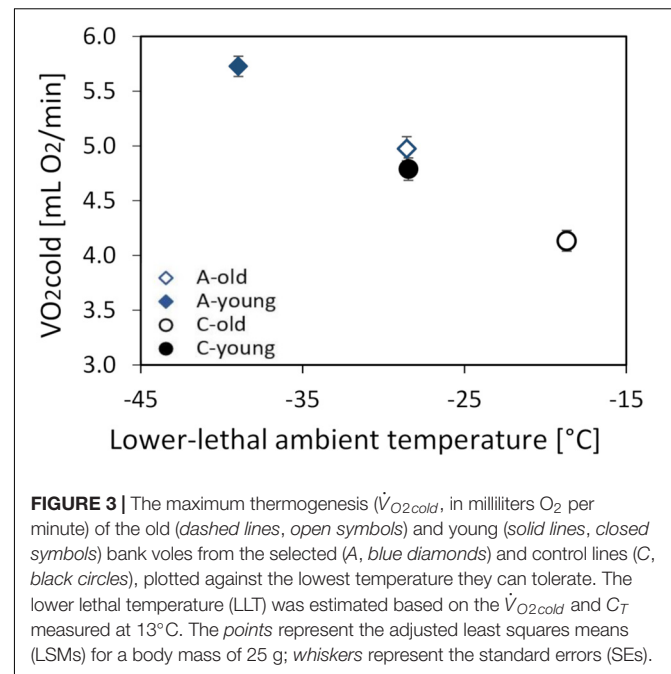 6.0
5.5
5.0
4.5
4.0
3.5
3.0
VO2cold [mL O2/min]
A-old
A-young
C-old
C-young
-45 -35 -25 -15
Lower-lethal ambient temperature [°C]
FIGURE 3 | The maximum thermogenesis (V̇O2cold, in milliliters O2 per
minute) of the old (dashed lines, open symbols) and young (solid lines, closed
symbols) bank voles from the selected (A, blue diamonds) and control lines (C,
black circles), plotted against the lowest temperature they can tolerate. The
lower lethal temperature (LLT) was estimated based on the V̇O2cold and CT
measured at 13°C. The points represent the adjusted least squares means
(LSMs) for a body mass of 25 g; whiskers represent the standard errors (SEs).